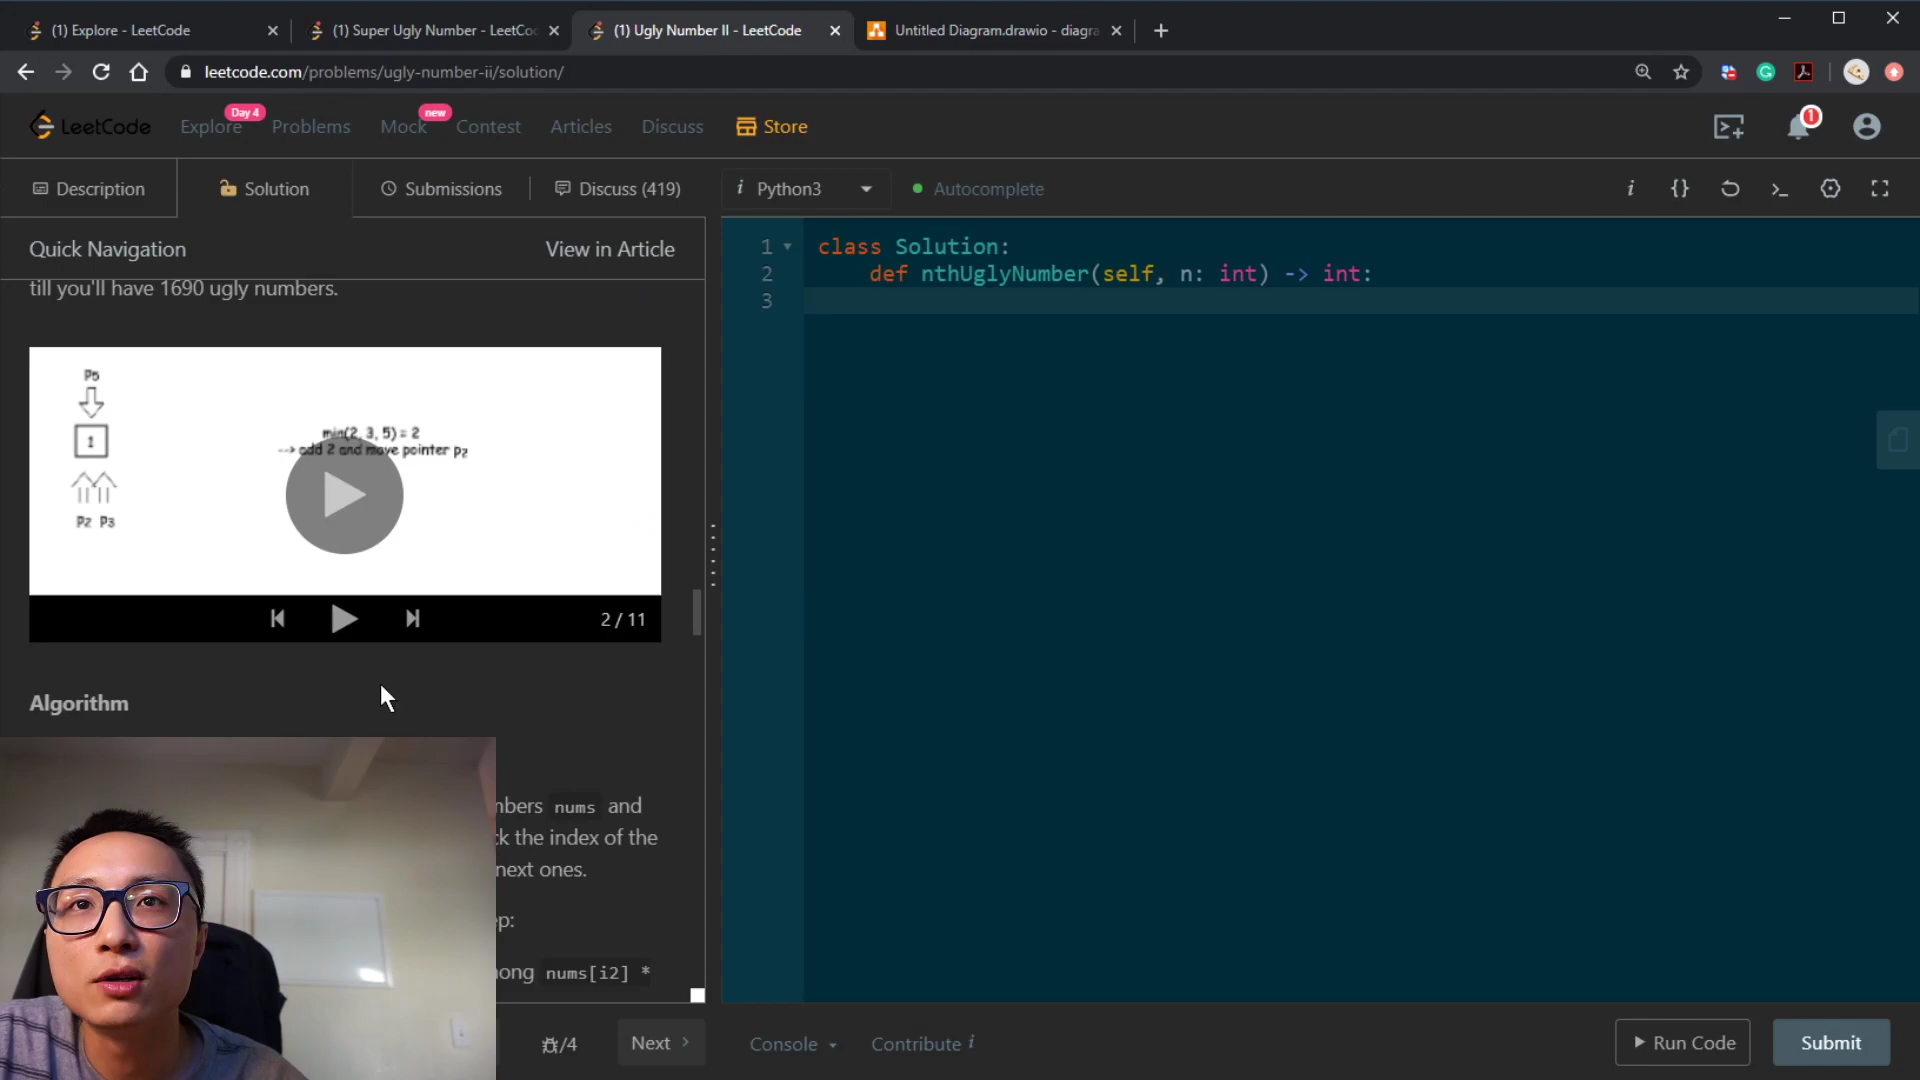 (1) Explore - LeetCode
(1) Super Ugly Number - LeetCo
(1) Ugly Number II - LeetCode
Untitled Diagram.drawio - diagra
leetcode.com/problems/ugly-number-ii/solution/
LeetCode
Explore
Day 4
Problems
Mock
new
Contest
Articles
Discuss
Store
1
Description
Solution
Submissions
Discuss (419)
i Python3
Autocomplete
i {}
Quick Navigation
View in Article
till you'll have 1690 ugly numbers.
P5
1
P2 P3
min(2, 3, 5) = 2
--> add 2 and move pointer p2
2 / 11
Algorithm
nbers nums and
ck the index of the
next ones.
ep:
nong nums[i2] *
1 class Solution:
2 def nthUglyNumber(self, n: int) -> int:
3
/4
Next
Console
Contribute i
Run Code
Submit